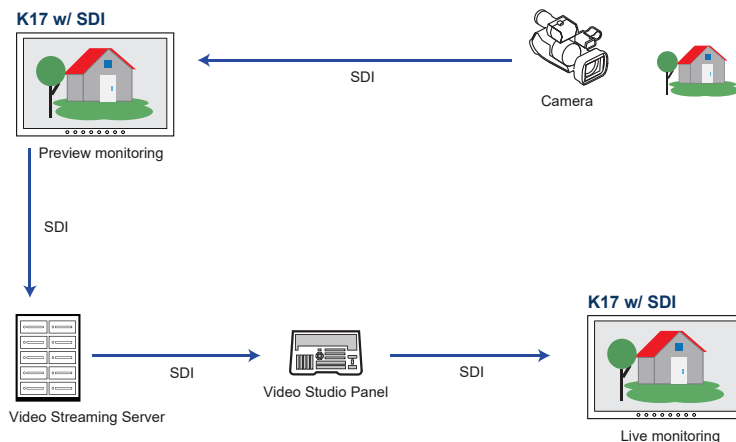 K17 w/ SDI
SDI
Camera
Preview monitoring
SDI
K17 w/ SDI
SDI
Video Studio Panel
SDI
Video Streaming Server
Live monitoring